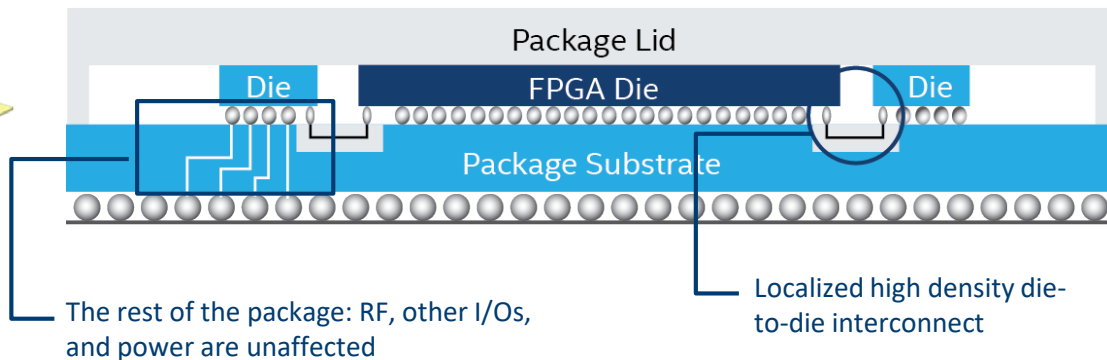 Package Lid
Die
FPGA Die
Die
Package Substrate
The rest of the package: RF, other I/Os,
and power are unaffected
Localized high density die-
to-die interconnect